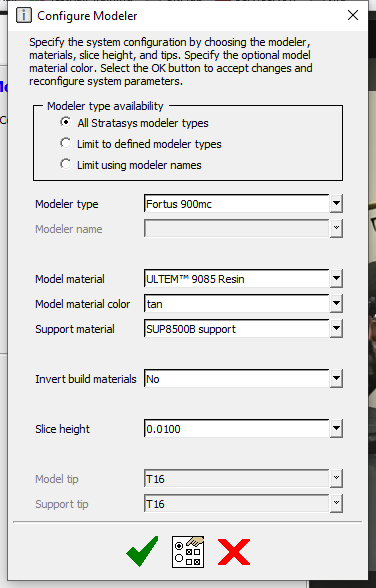 Configure Modeler
Specify the system configuration by choosing the modeler,
materials, slice height, and tips. Specify the optional model
material color. Select the OK button to accept changes and
reconfigure system parameters.
Modeler type availability
All Stratasys modeler types
Limit to defined modeler types
Limit using modeler names
Modeler type Fortus 900mc
Modeler name
Model material ULTEM™ 9085 Resin
Model material color tan
Support material SUP8500B support
Invert build materials No
Slice height 0.0100
Model tip T16
Support tip T16